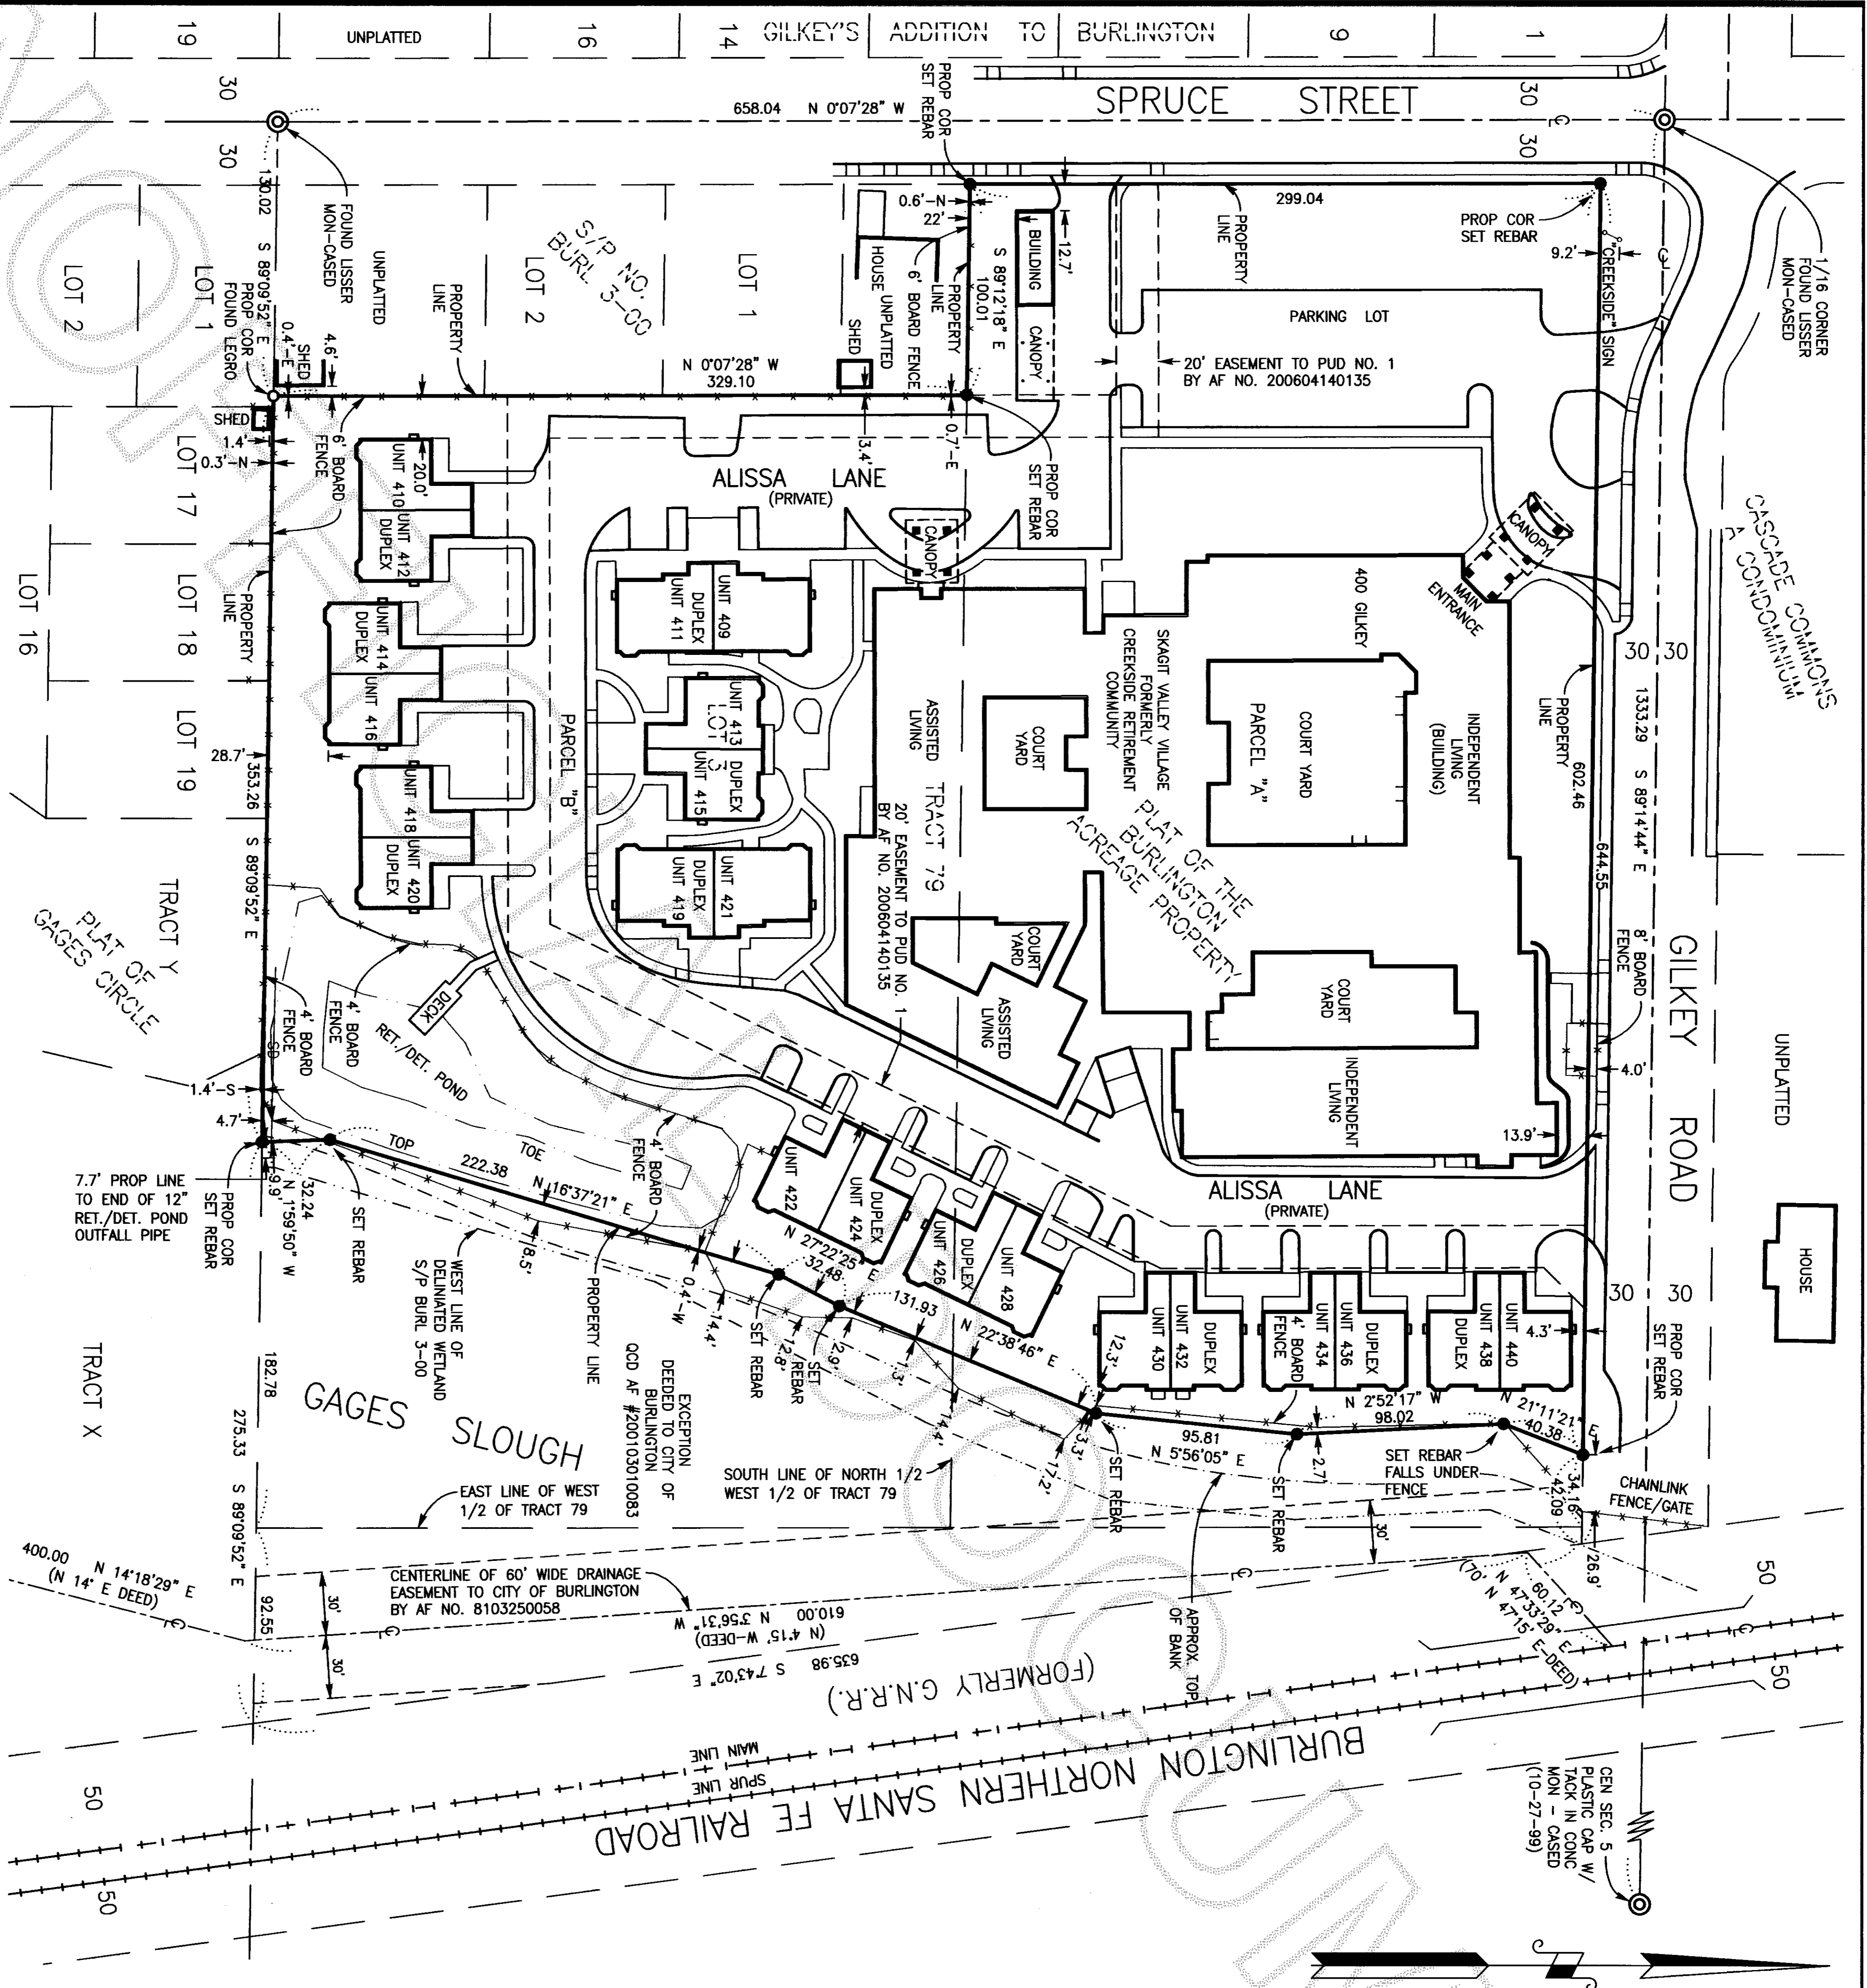 19
UNPLATTED
16
14
GILKEY'S ADDITION TO BURLINGTON
9
1
30
30
658.04 N 0°07'28" W
PROP COR
SET REBAR
SPRUCE STREET
30
30
℄
1/16 CORNER
FOUND LISSER
MON-CASED
FOUND LISSER
MON-CASED
130.02 S 89°09'52" E
UNPLATTED
LOT 2
LOT 1
PROP COR
FOUND LEGRO
0.4'-E
SHED
4.6'
PROPERTY
LINE
LOT 2
S/P NO.
BURL 3-00
LOT 1
N 0°07'28" W
329.10
SHED
HOUSE
UNPLATTED
0.6'-N
22'
6' BOARD FENCE
PROPERTY
LINE
S 89°12'18" E
100.01
BUILDING
12.7'
CANOPY
PROPERTY
LINE
299.04
PROP COR
SET REBAR
9.2'
"CREEKSIDE" SIGN
℄
PARKING LOT
20' EASEMENT TO PUD NO. 1
BY AF NO. 200604140135
SHED
1.4'
0.3'-N
6' BOARD
FENCE
3.4'
0.7'-E
PROP COR
SET REBAR
ALISSA LANE
(PRIVATE)
CANOPY
CANOPY
MAIN
ENTRANCE
CASCADE COMMONS
A CONDOMINIUM
LOT 17
LOT 18
LOT 19
LOT 16
PROPERTY
LINE
28.7'
353.26 S 89°09'52" E
20.0'
UNIT 410
UNIT 412
DUPLEX
UNIT 414
DUPLEX
UNIT 416
UNIT 418
UNIT 420
DUPLEX
PARCEL "B"
UNIT 409
DUPLEX
UNIT 411
UNIT 413
DUPLEX
LOT 3
UNIT 415
UNIT 421
DUPLEX
UNIT 419
ASSISTED
LIVING
TRACT 79
COURT
YARD
20' EASEMENT TO PUD NO. 1
BY AF NO. 200604140135
SKAGIT VALLEY VILLAGE
FORMERLY
CREEKSIDE RETIREMENT
COMMUNITY
400 GILKEY
PARCEL "A"
COURT YARD
INDEPENDENT
LIVING
(BUILDING)
PLAT OF THE
BURLINGTON
ACREAGE PROPERTY
PROPERTY
LINE
602.46
644.55
30
30
1333.29 S 89°14'44" E
8' BOARD
FENCE
GILKEY ROAD
UNPLATTED
4.0'
13.9'
TRACT Y
PLAT OF
GAGES CIRCLE
4' BOARD
FENCE
4' BOARD
FENCE
SD
DECK
RET./DET. POND
COURT
YARD
ASSISTED
LIVING
COURT
YARD
INDEPENDENT
LIVING
1.4'-S
4.7'
7.7' PROP LINE
TO END OF 12"
RET./DET. POND
OUTFALL PIPE
PROP COR
SET REBAR
9.9'
32.24
N 1°59'50" W
SET REBAR
TOP
TOE
222.38
N 16°37'21" E
4' BOARD
FENCE
8.5'
PROPERTY LINE
0.4'-W
14.4'
UNIT 422
UNIT 424
DUPLEX
N 27°22'25" E
32.48
UNIT 426
DUPLEX
UNIT 428
131.93
N 22°38'46" E
SET REBAR
12.8'
SET
REBAR
2.9'
1.3'
14.4'
ALISSA LANE
(PRIVATE)
UNIT 430
UNIT 432
DUPLEX
4' BOARD
FENCE
UNIT 434
UNIT 436
DUPLEX
DUPLEX
UNIT 438
UNIT 440
4.3'
12.3'
3.3'
17.2'
95.81
N 5°56'05" E
N 2°52'17" W
98.02
2.7'
N 21°11'21" E
40.38
SET REBAR
SET REBAR
SET REBAR
FALLS UNDER
FENCE
PROP COR
SET REBAR
30
30
HOUSE
34.16
42.09
CHAINLINK
FENCE/GATE
26.9'
30'
WEST LINE OF
DELINIATED WETLAND
S/P BURL 3-00
EXCEPTION
DEEDED TO CITY OF
BURLINGTON
QCD AF #200103010083
SOUTH LINE OF NORTH 1/2
WEST 1/2 OF TRACT 79
EAST LINE OF WEST
1/2 OF TRACT 79
GAGES SLOUGH
TRACT X
182.78
275.33 S 89°09'52" E
92.55
400.00 N 14°18'29" E
(N 14° E DEED)
℄
30'
30'
CENTERLINE OF 60' WIDE DRAINAGE
EASEMENT TO CITY OF BURLINGTON
BY AF NO. 8103250058
℄
610.00 N 3°56'31" W
(N 4°15' W-DEED)
635.98 S 7°43'02" E
APPROX. TOP
OF BANK
℄
60.12
N 47°33'29" E
(70' N 47°15' E-DEED)
℄
50
50
℄
(FORMERLY G.N.R.R.)
MAIN LINE
SPUR LINE
BURLINGTON NORTHERN SANTA FE RAILROAD
50
50
CEN SEC. 5
PLASTIC CAP W/
TACK IN CONC
MON - CASED
(10-27-99)